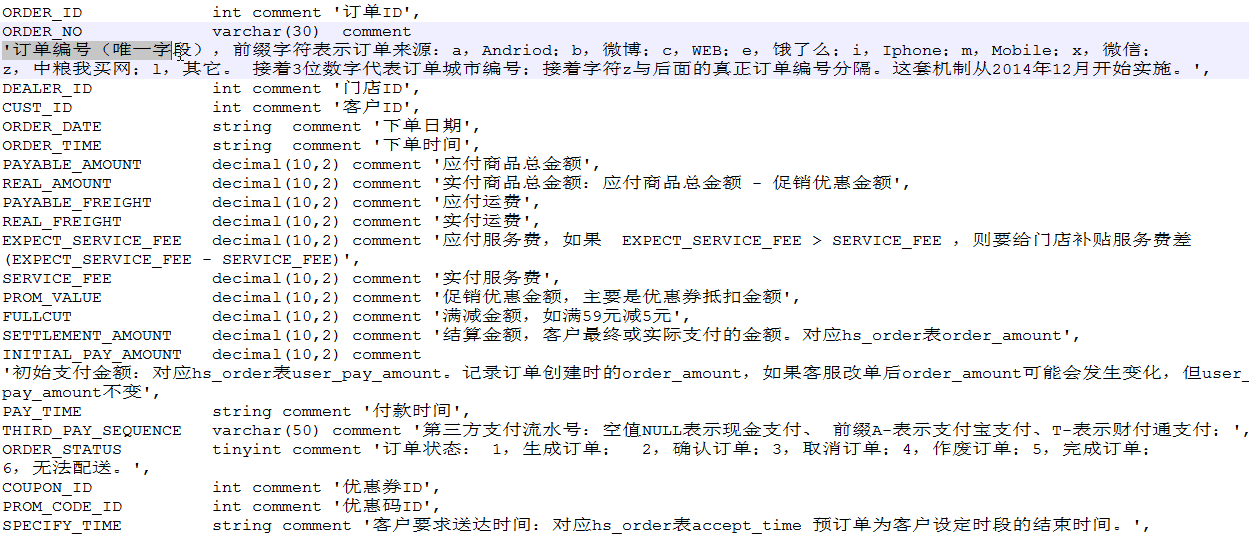 ORDER_ID int comment '订单ID',
ORDER_NO varchar(30) comment
'订单编号（唯一字段），前缀字符表示订单来源：a，Andriod；b，微博；c，WEB；e，饿了么；i，Iphone；m，Mobile；x，微信；
z，中粮我买网；l，其它。 接着3位数字代表订单城市编号；接着字符z与后面的真正订单编号分隔。这套机制从2014年12月开始实施。',
DEALER_ID int comment '门店ID',
CUST_ID int comment '客户ID',
ORDER_DATE string comment '下单日期',
ORDER_TIME string comment '下单时间',
PAYABLE_AMOUNT decimal(10,2) comment '应付商品总金额',
REAL_AMOUNT decimal(10,2) comment '实付商品总金额：应付商品总金额 - 促销优惠金额',
PAYABLE_FREIGHT decimal(10,2) comment '应付运费',
REAL_FREIGHT decimal(10,2) comment '实付运费',
EXPECT_SERVICE_FEE decimal(10,2) comment '应付服务费，如果 EXPECT_SERVICE_FEE > SERVICE_FEE ，则要给门店补贴服务费差
(EXPECT_SERVICE_FEE - SERVICE_FEE)',
SERVICE_FEE decimal(10,2) comment '实付服务费',
PROM_VALUE decimal(10,2) comment '促销优惠金额，主要是优惠券抵扣金额',
FULLCUT decimal(10,2) comment '满减金额，如满59元减5元',
SETTLEMENT_AMOUNT decimal(10,2) comment '结算金额，客户最终或实际支付的金额。对应hs_order表order_amount',
INITIAL_PAY_AMOUNT decimal(10,2) comment
'初始支付金额：对应hs_order表user_pay_amount。记录订单创建时的order_amount，如果客服改单后order_amount可能会发生变化，但user_
pay_amount不变',
PAY_TIME string comment '付款时间',
THIRD_PAY_SEQUENCE varchar(50) comment '第三方支付流水号：空值NULL表示现金支付、 前缀A-表示支付宝支付、T-表示财付通支付；',
ORDER_STATUS tinyint comment '订单状态： 1，生成订单； 2，确认订单；3，取消订单；4，作废订单；5，完成订单；
6，无法配送。',
COUPON_ID int comment '优惠券ID',
PROM_CODE_ID int comment '优惠码ID',
SPECIFY_TIME string comment '客户要求送达时间：对应hs_order表accept_time 预订单为客户设定时段的结束时间。',